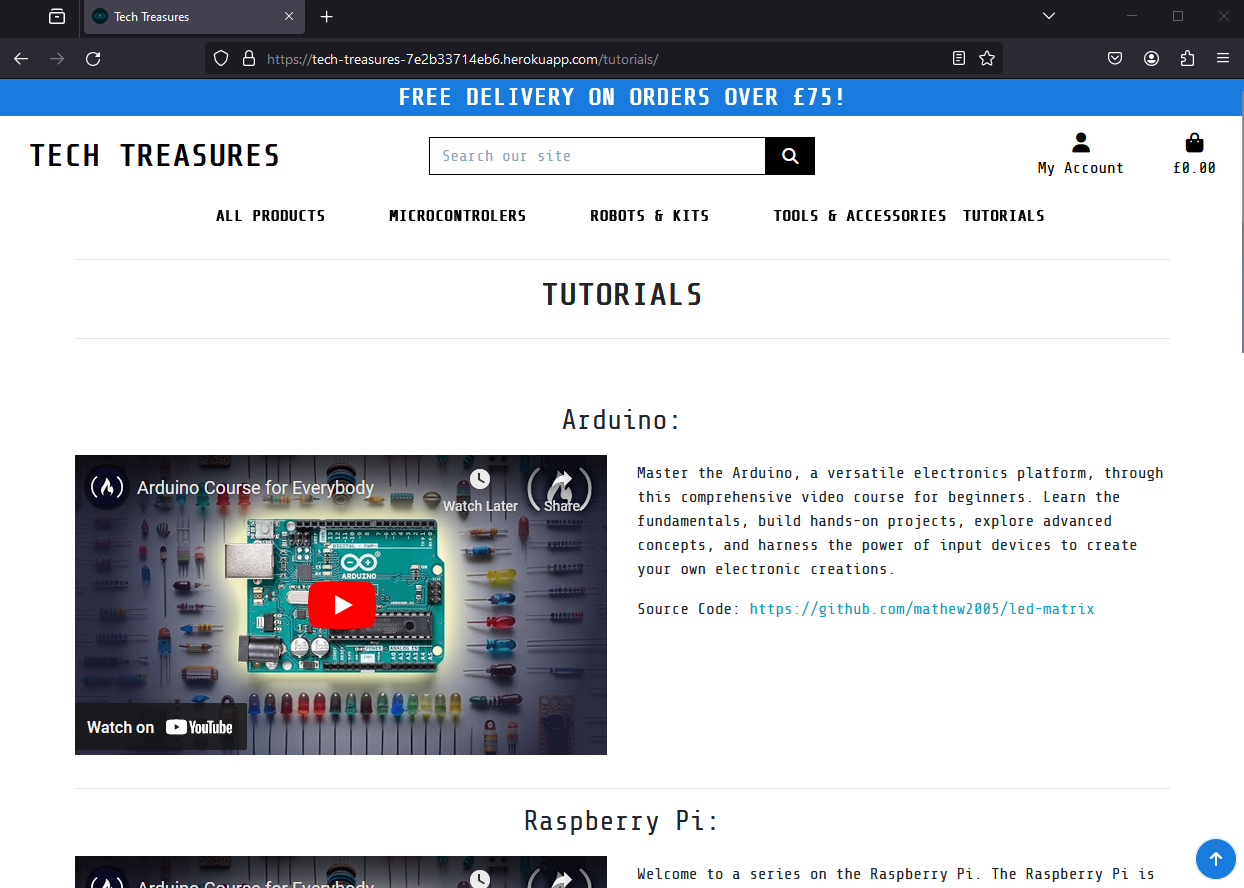 Tech Treasures
https://tech-treasures-7e2b33714eb6.herokuapp.com/tutorials/
FREE DELIVERY ON ORDERS OVER £75!
TECH TREASURES
Search our site
My Account
£0.00
ALL PRODUCTS
MICROCONTROLERS
ROBOTS & KITS
TOOLS & ACCESSORIES
TUTORIALS
TUTORIALS
Arduino:
Arduino Course for Everybody
Watch Later
Share
ARDUINO
Watch on YouTube
Master the Arduino, a versatile electronics platform, through
this comprehensive video course for beginners. Learn the
fundamentals, build hands-on projects, explore advanced
concepts, and harness the power of input devices to create
your own electronic creations.
Source Code: https://github.com/mathew2005/led-matrix
Raspberry Pi:
Arduino Course for Everybody
Welcome to a series on the Raspberry Pi. The Raspberry Pi is